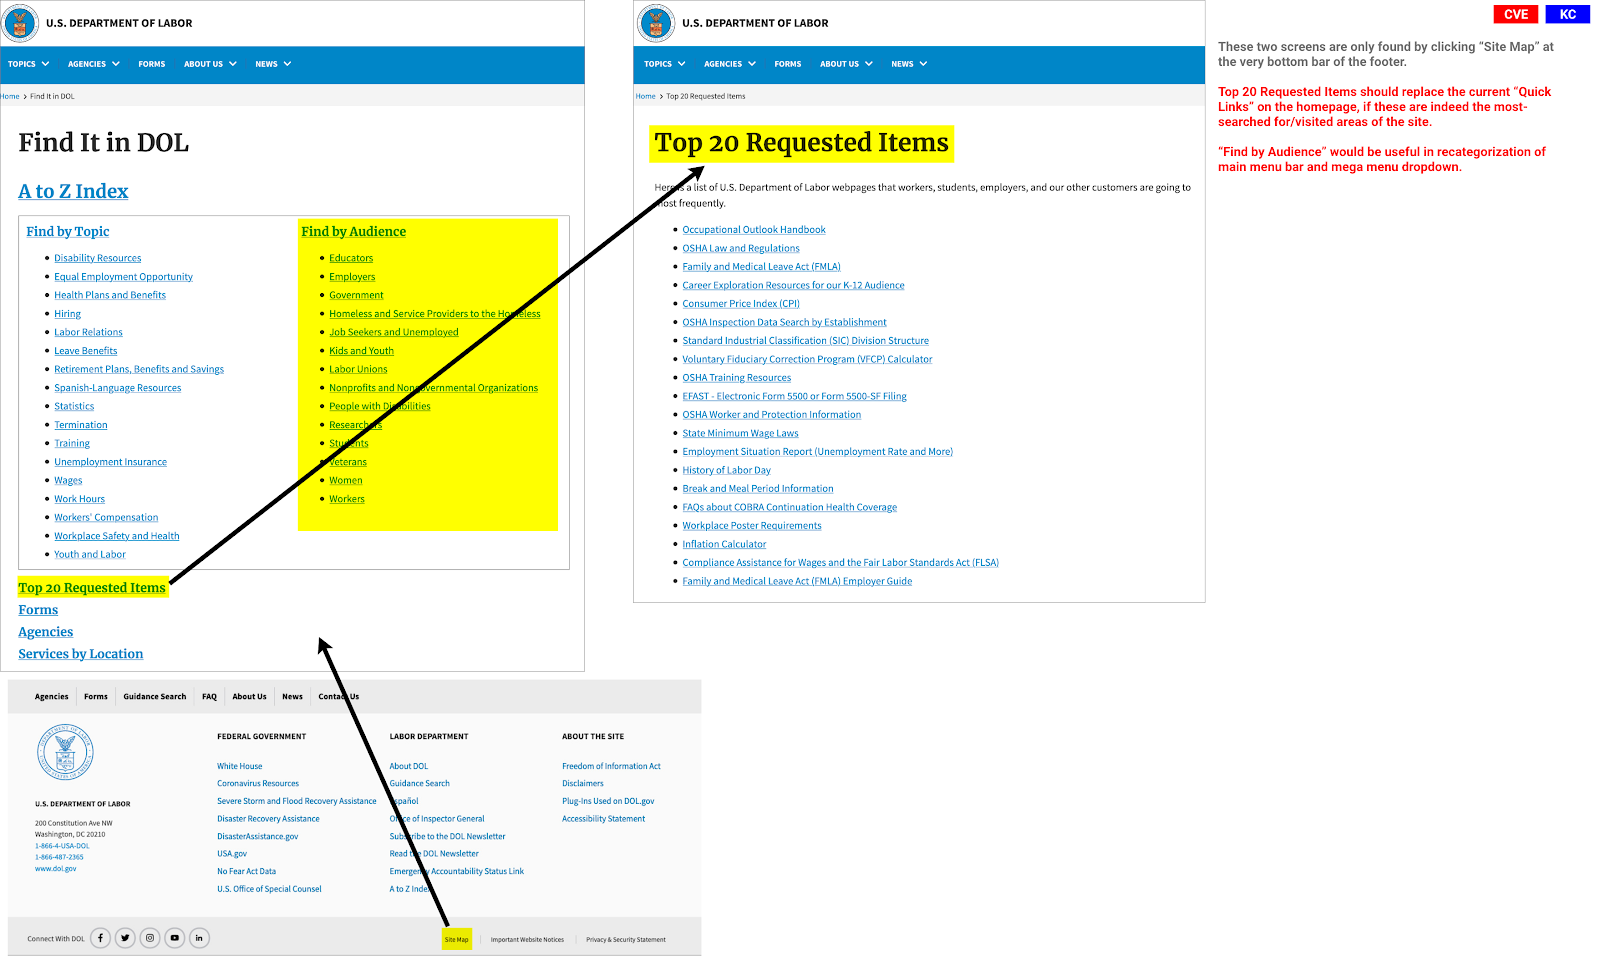 U.S. DEPARTMENT OF LABOR
TOPICS
AGENCIES
FORMS
ABOUT US
NEWS
Home > Find It in DOL
Find It in DOL
A to Z Index
Find by Topic
Disability Resources
Equal Employment Opportunity
Health Plans and Benefits
Hiring
Labor Relations
Leave Benefits
Retirement Plans, Benefits and Savings
Spanish-Language Resources
Statistics
Termination
Training
Unemployment Insurance
Wages
Work Hours
Workers' Compensation
Workplace Safety and Health
Youth and Labor
Find by Audience
Educators
Employers
Government
Homeless and Service Providers to the Homeless
Job Seekers and Unemployed
Kids and Youth
Labor Unions
Nonprofits and Nongovernmental Organizations
People with Disabilities
Researchers
Students
Veterans
Women
Workers
Top 20 Requested Items
Forms
Agencies
Services by Location
U.S. DEPARTMENT OF LABOR
TOPICS
AGENCIES
FORMS
ABOUT US
NEWS
Home > Top 20 Requested Items
Top 20 Requested Items
Here is a list of U.S. Department of Labor webpages that workers, students, employers, and our other customers are going to
most frequently.
Occupational Outlook Handbook
OSHA Law and Regulations
Family and Medical Leave Act (FMLA)
Career Exploration Resources for our K-12 Audience
Consumer Price Index (CPI)
OSHA Inspection Data Search by Establishment
Standard Industrial Classification (SIC) Division Structure
Voluntary Fiduciary Correction Program (VFCP) Calculator
OSHA Training Resources
EFAST - Electronic Form 5500 or Form 5500-SF Filing
OSHA Worker and Protection Information
State Minimum Wage Laws
Employment Situation Report (Unemployment Rate and More)
History of Labor Day
Break and Meal Period Information
FAQs about COBRA Continuation Health Coverage
Workplace Poster Requirements
Inflation Calculator
Compliance Assistance for Wages and the Fair Labor Standards Act (FLSA)
Family and Medical Leave Act (FMLA) Employer Guide
CVE
KC
These two screens are only found by clicking “Site Map” at
the very bottom bar of the footer.
Top 20 Requested Items should replace the current “Quick
Links” on the homepage, if these are indeed the most-
searched for/visited areas of the site.
“Find by Audience” would be useful in recategorization of
main menu bar and mega menu dropdown.
Agencies
Forms
Guidance Search
FAQ
About Us
News
Contact Us
U.S. DEPARTMENT OF LABOR
200 Constitution Ave NW
Washington, DC 20210
1-866-4-USA-DOL
1-866-487-2365
www.dol.gov
FEDERAL GOVERNMENT
White House
Coronavirus Resources
Severe Storm and Flood Recovery Assistance
Disaster Recovery Assistance
DisasterAssistance.gov
USA.gov
No Fear Act Data
U.S. Office of Special Counsel
LABOR DEPARTMENT
About DOL
Guidance Search
Español
Office of Inspector General
Subscribe to the DOL Newsletter
Read the DOL Newsletter
Emergency Accountability Status Link
A to Z Index
ABOUT THE SITE
Freedom of Information Act
Disclaimers
Plug-Ins Used on DOL.gov
Accessibility Statement
Connect With DOL
Site Map
Important Website Notices
Privacy & Security Statement